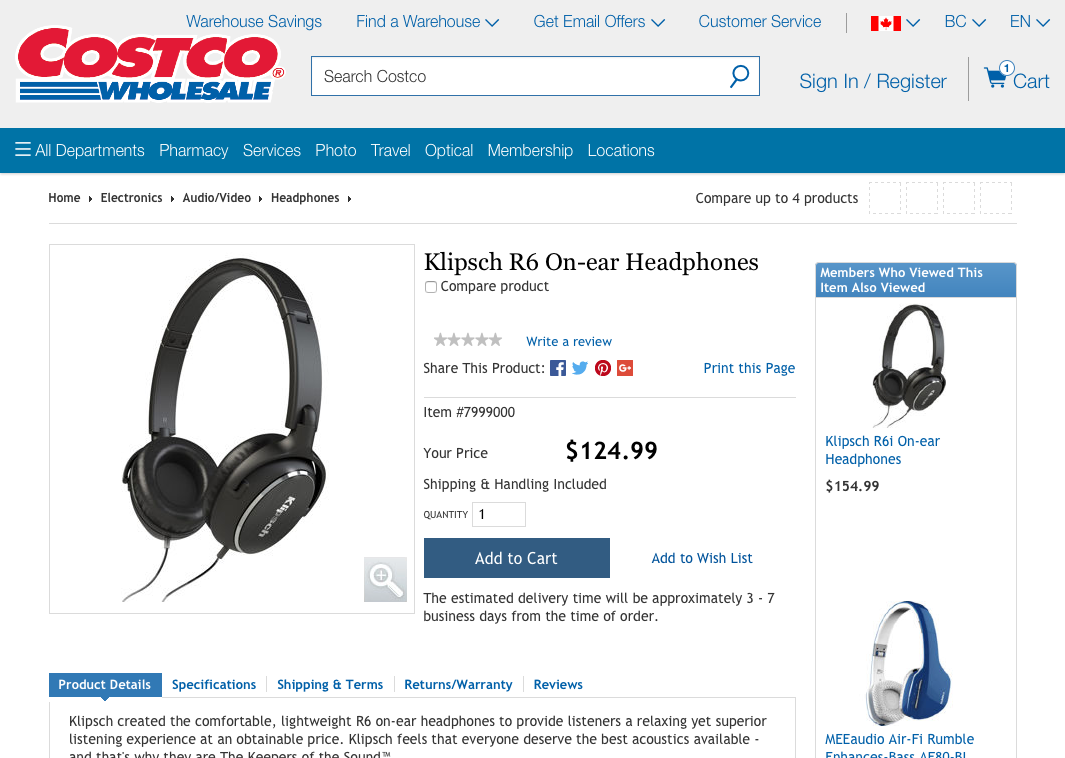 Warehouse Savings Find a Warehouse Get Email Offers Customer Service BC EN
COSTCO®
WHOLESALE
Search Costco
Sign In / Register
1
Cart
All Departments Pharmacy Services Photo Travel Optical Membership Locations
Home Electronics Audio/Video Headphones
Compare up to 4 products
Klipsch R6 On-ear Headphones
Compare product
Write a review
Share This Product:
Print this Page
Item #7999000
Your Price $124.99
Shipping & Handling Included
QUANTITY 1
Add to Cart
Add to Wish List
The estimated delivery time will be approximately 3 - 7
business days from the time of order.
Klipsch
Members Who Viewed This
Item Also Viewed
Klipsch R6i On-ear
Headphones
$154.99
MEEaudio Air-Fi Rumble
Enhances-Bass AF80-BL
Product Details Specifications Shipping & Terms Returns/Warranty Reviews
Klipsch created the comfortable, lightweight R6 on-ear headphones to provide listeners a relaxing yet superior
listening experience at an obtainable price. Klipsch feels that everyone deserve the best acoustics available -
and that's why they are The Keepers of the Sound™